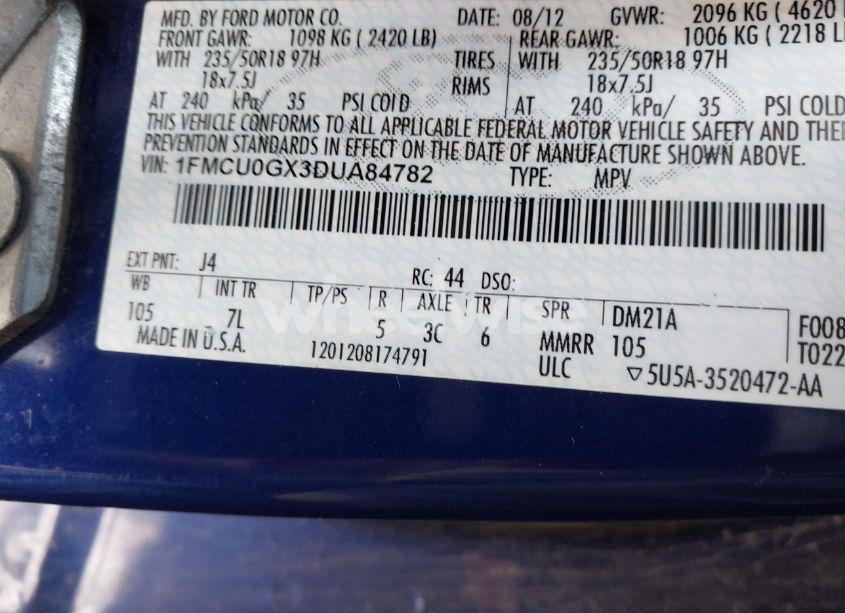 MFD. BY FORD MOTOR CO. DATE: 08/12 GVWR: 2096 KG ( 4620 L
FRONT GAWR: 1098 KG ( 2420 LB) REAR GAWR: 1006 KG ( 2218 L
WITH 235/50R18 97H TIRES WITH 235/50R18 97H
18x7.5J RIMS 18x7.5J
AT 240 kPa/ 35 PSI COLD AT 240 kPa/ 35 PSI COLD
THIS VEHICLE CONFORMS TO ALL APPLICABLE FEDERAL MOTOR VEHICLE SAFETY AND THE
PREVENTION STANDARDS IN EFFECT ON THE DATE OF MANUFACTURE SHOWN ABOVE.
VIN: 1FMCU0GX3DUA84782 TYPE: MPV
EXT PNT: J4 RC: 44 DSO:
WB INT TR TP/PS R AXLE TR SPR DM21A F008
105 7L 5 3C 6 MMRR 105 T022
MADE IN U.S.A. 1201208174791 ULC ▽5U5A-3520472-AA